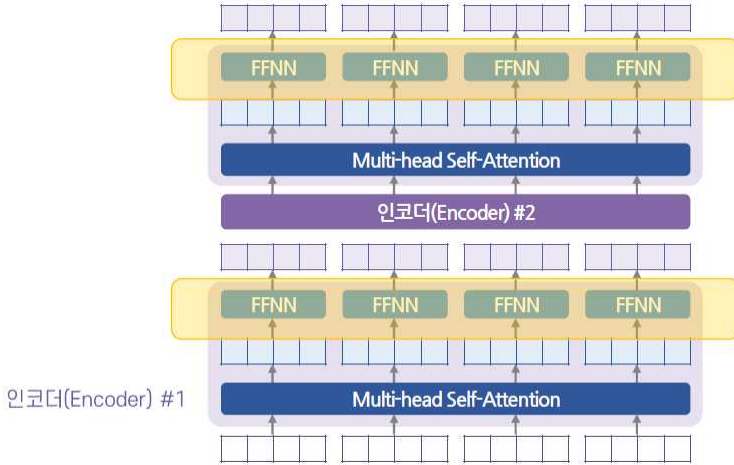 FFNN FFNN FFNN FFNN
Multi-head Self-Attention
인코더(Encoder) #2
FFNN FFNN FFNN FFNN
인코더(Encoder) #1
Multi-head Self-Attention